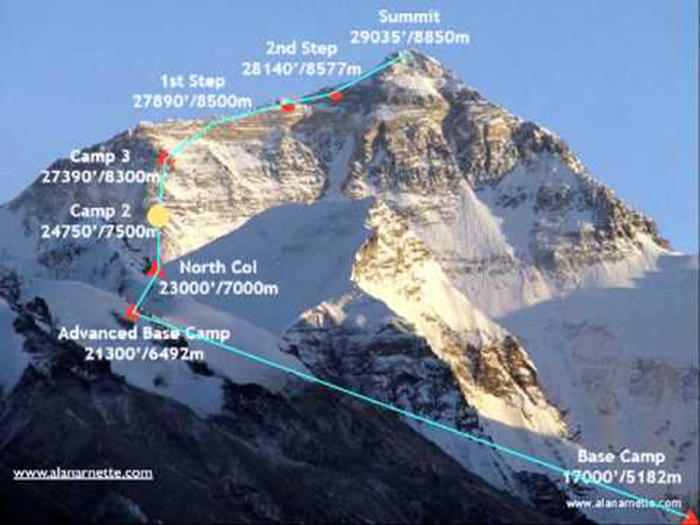 Summit
29035'/8850m
2nd Step
28140'/8577m
1st Step
27890'/8500m
Camp 3
27390'/8300m
Camp 2
24750'/7500m
North Col
23000'/7000m
Advanced Base Camp
21300'/6492m
Base Camp
17000'/5182m
www.alanarnette.com
www.alanarnette.com